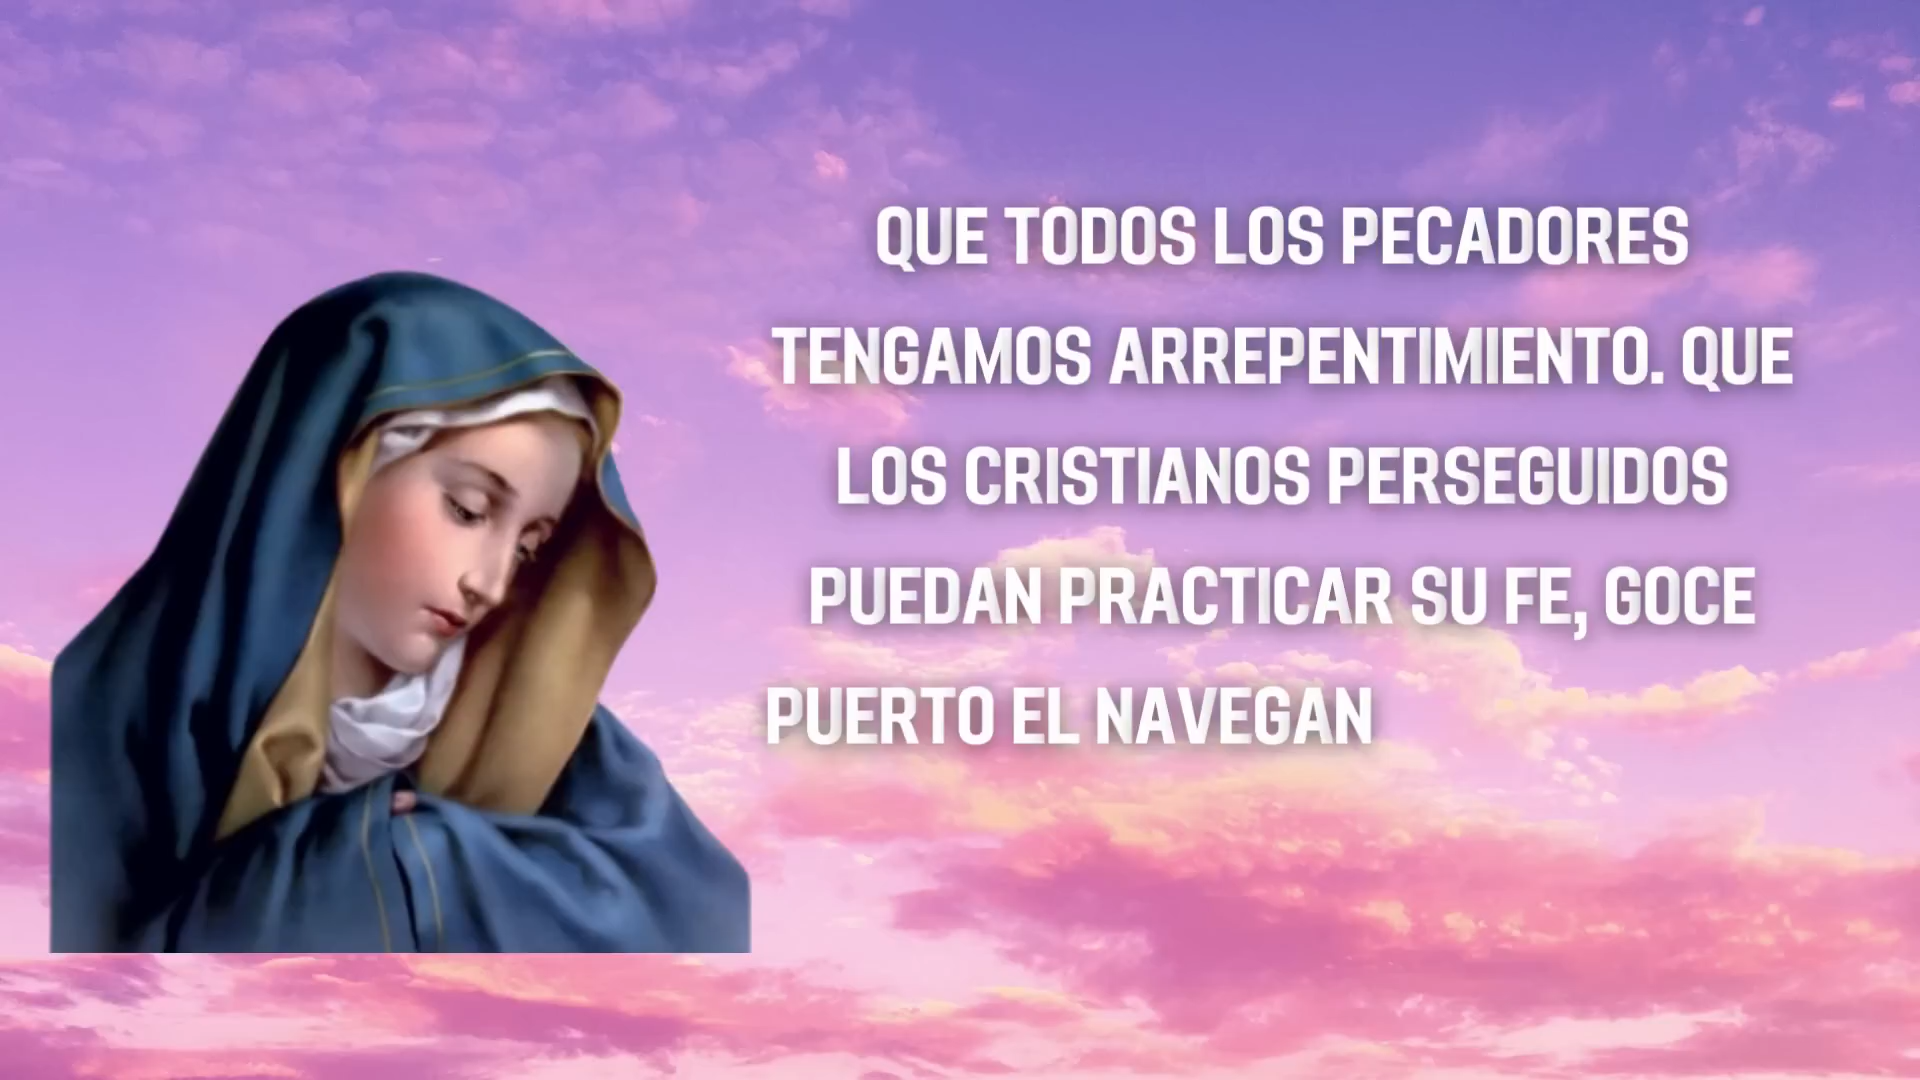 QUE TODOS LOS PECADORES
TENGAMOS ARREPENTIMIENTO. QUE
LOS CRISTIANOS PERSEGUIDOS
PUEDAN PRACTICAR SU FE, GOCE
PUERTO EL NAVEGAN